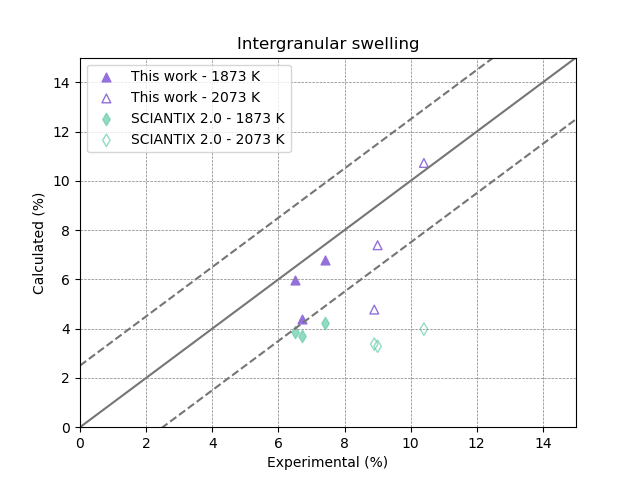 Intergranular swelling
This work - 1873 K
This work - 2073 K
SCIANTIX 2.0 - 1873 K
SCIANTIX 2.0 - 2073 K
Calculated (%)
14
12
10
8
6
4
2
0
0 2 4 6 8 10 12 14
Experimental (%)